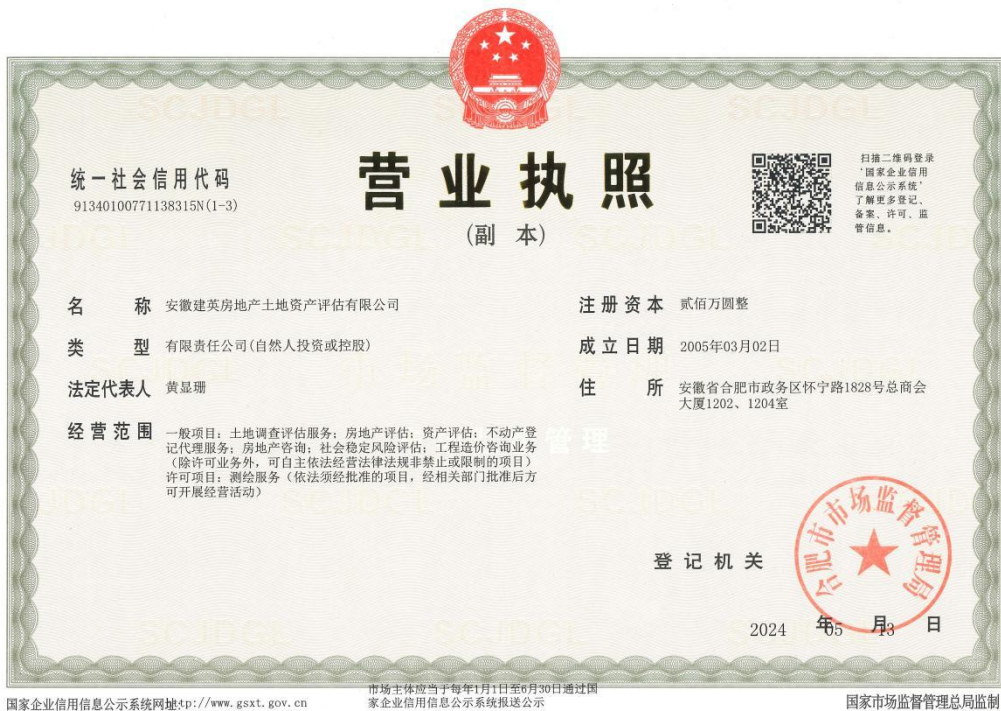 统一社会信用代码
91340100771138315N(1-3)
营业执照
(副 本)
扫描二维码登录
‘国家企业信用
信息公示系统’
了解更多登记、
备案、许可、监
管信息。
名 称 安徽建英房地产土地资产评估有限公司
类 型 有限责任公司(自然人投资或控股)
法定代表人 黄显珊
经营范围 一般项目：土地调查评估服务；房地产评估；资产评估；不动产登
记代理服务；房地产咨询；社会稳定风险评估；工程造价咨询业务
（除许可业务外，可自主依法经营法律法规非禁止或限制的项目）
许可项目：测绘服务（依法须经批准的项目，经相关部门批准后方
可开展经营活动）
注册资本 贰佰万圆整
成立日期 2005年03月02日
住 所 安徽省合肥市政务区怀宁路1828号总商会
大厦1202、1204室
登记机关
合肥市市场监督管理局
2024 年05 月13 日
国家企业信用信息公示系统网址:http://www.gsxt.gov.cn
市场主体应当于每年1月1日至6月30日通过国
家企业信用信息公示系统报送公示
国家市场监督管理总局监制
SCJDGL